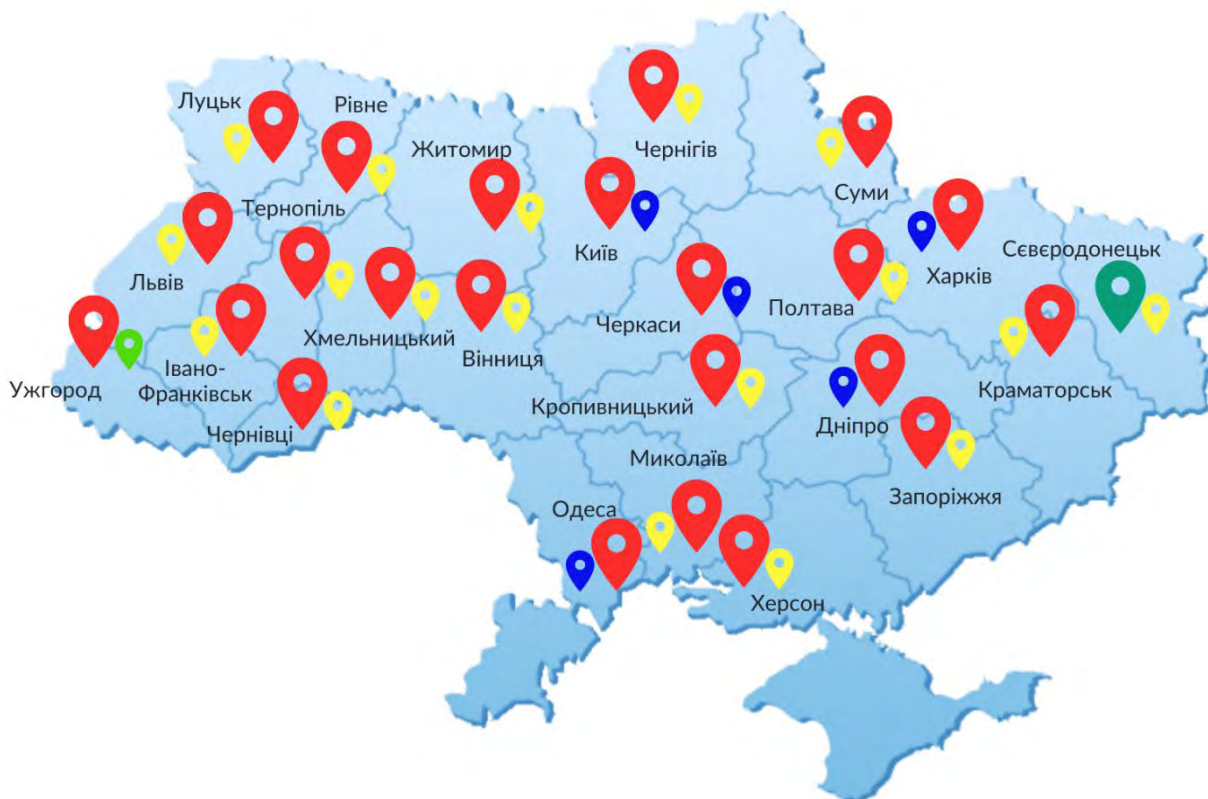 Луцьк
Рівне
Житомир
Чернігів
Суми
Тернопіль
Львів
Київ
Харків
Сєвєродонецьк
Полтава
Черкаси
Хмельницький
Вінниця
Ужгород
Івано-
Франківськ
Чернівці
Кропивницький
Дніпро
Краматорськ
Миколаїв
Запоріжжя
Одеса
Херсон